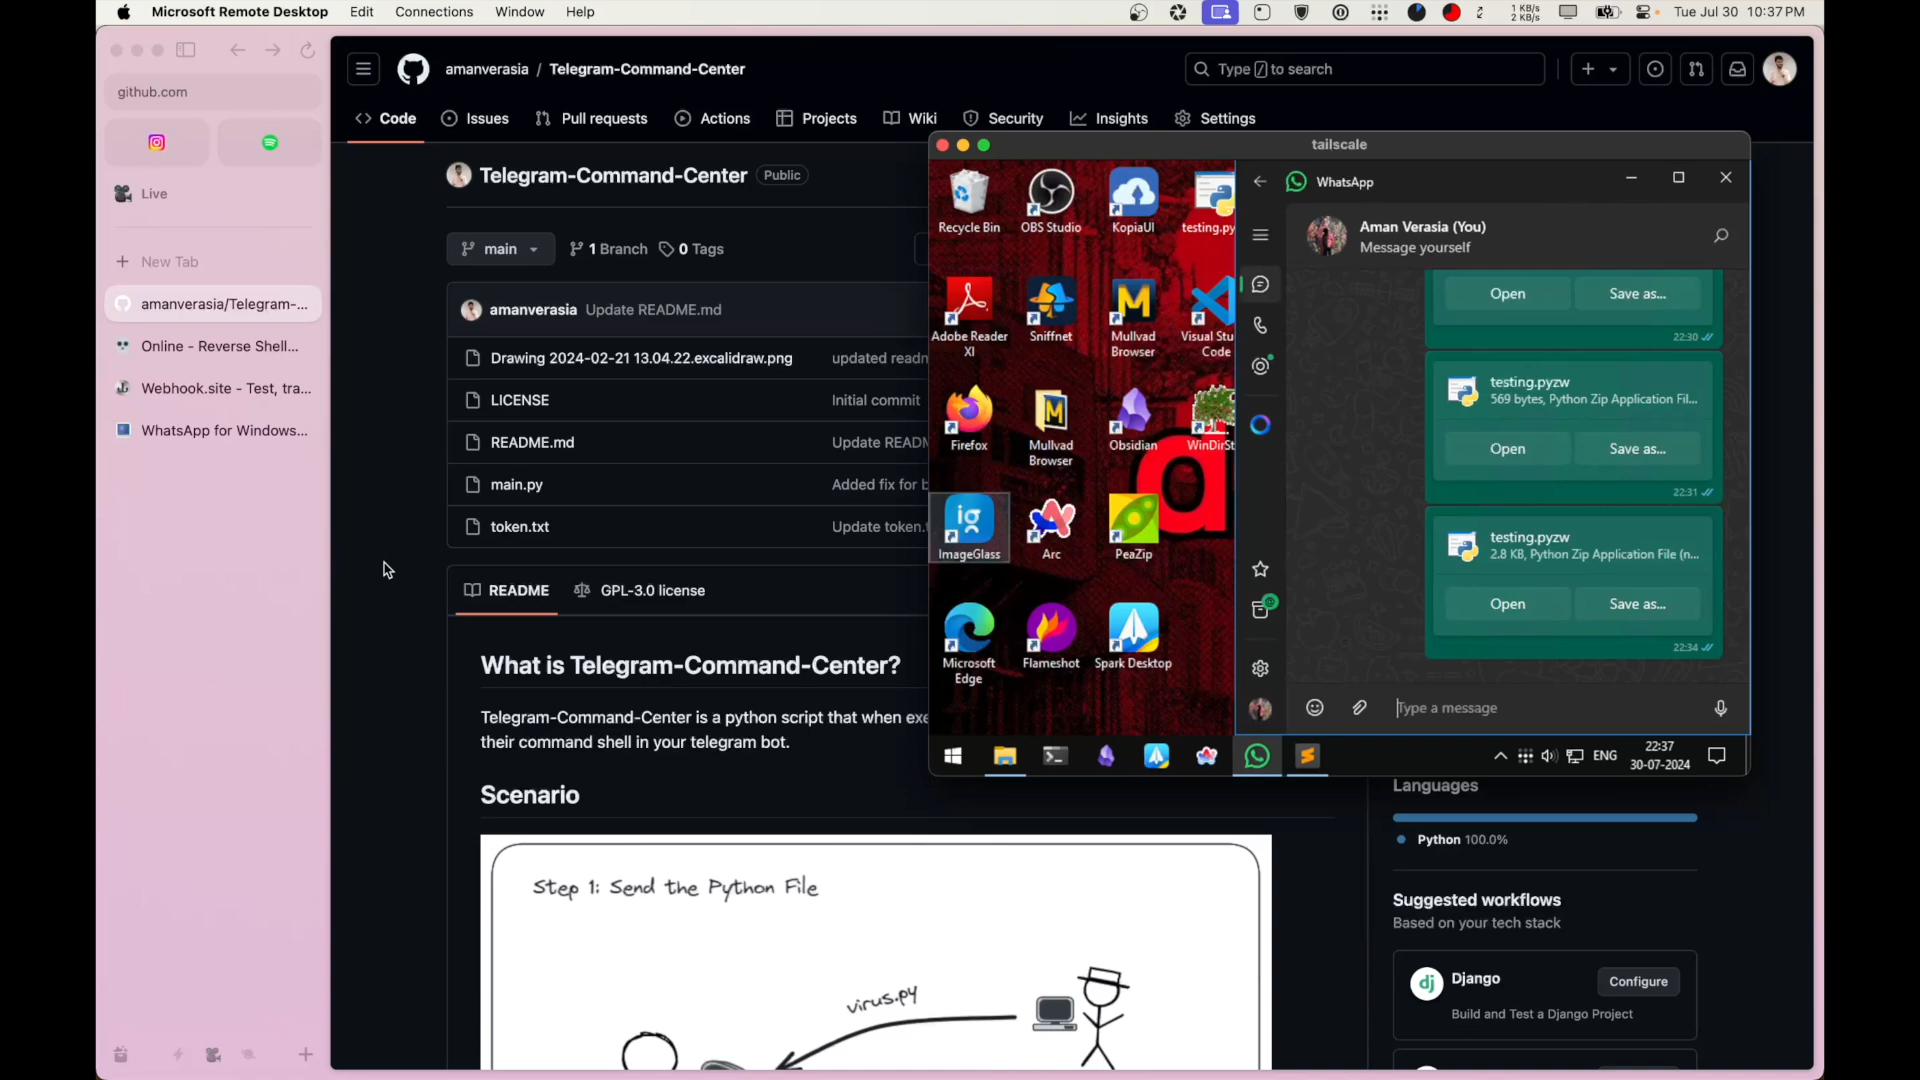 Microsoft Remote Desktop Edit Connections Window Help
1 KB/s
2 KB/s
Tue Jul 30 10:37 PM
github.com
Live
New Tab
amanverasia/Telegram-...
Online - Reverse Shell...
Webhook.site - Test, tra...
WhatsApp for Windows...
amanverasia / Telegram-Command-Center
Type / to search
Code Issues Pull requests Actions Projects Wiki Security Insights Settings
Telegram-Command-Center Public
main 1 Branch 0 Tags
amanverasia Update README.md
Drawing 2024-02-21 13.04.22.excalidraw.png updated readn
LICENSE Initial commit
README.md Update READM
main.py Added fix for b
token.txt Update token.t
README GPL-3.0 license
What is Telegram-Command-Center?
Telegram-Command-Center is a python script that when exe
their command shell in your telegram bot.
Scenario
Step 1: Send the Python File
virus.py
tailscale
Recycle Bin
OBS Studio
KopiaUI
testing.py
Adobe Reader
XI
Sniffnet
Mullvad
Browser
Visual Stu
Code
Firefox
Mullvad
Browser
Obsidian
WinDirSt
ig
ImageGlass
Arc
PeaZip
Microsoft
Edge
Flameshot
Spark Desktop
WhatsApp
Aman Verasia (You)
Message yourself
Open Save as...
22:30
testing.pyzw
569 bytes, Python Zip Application Fil...
Open Save as...
22:31
testing.pyzw
2.8 KB, Python Zip Application File (n...
Open Save as...
22:34
Type a message
ENG
22:37
30-07-2024
Languages
Python 100.0%
Suggested workflows
Based on your tech stack
dj
Django
Configure
Build and Test a Django Project